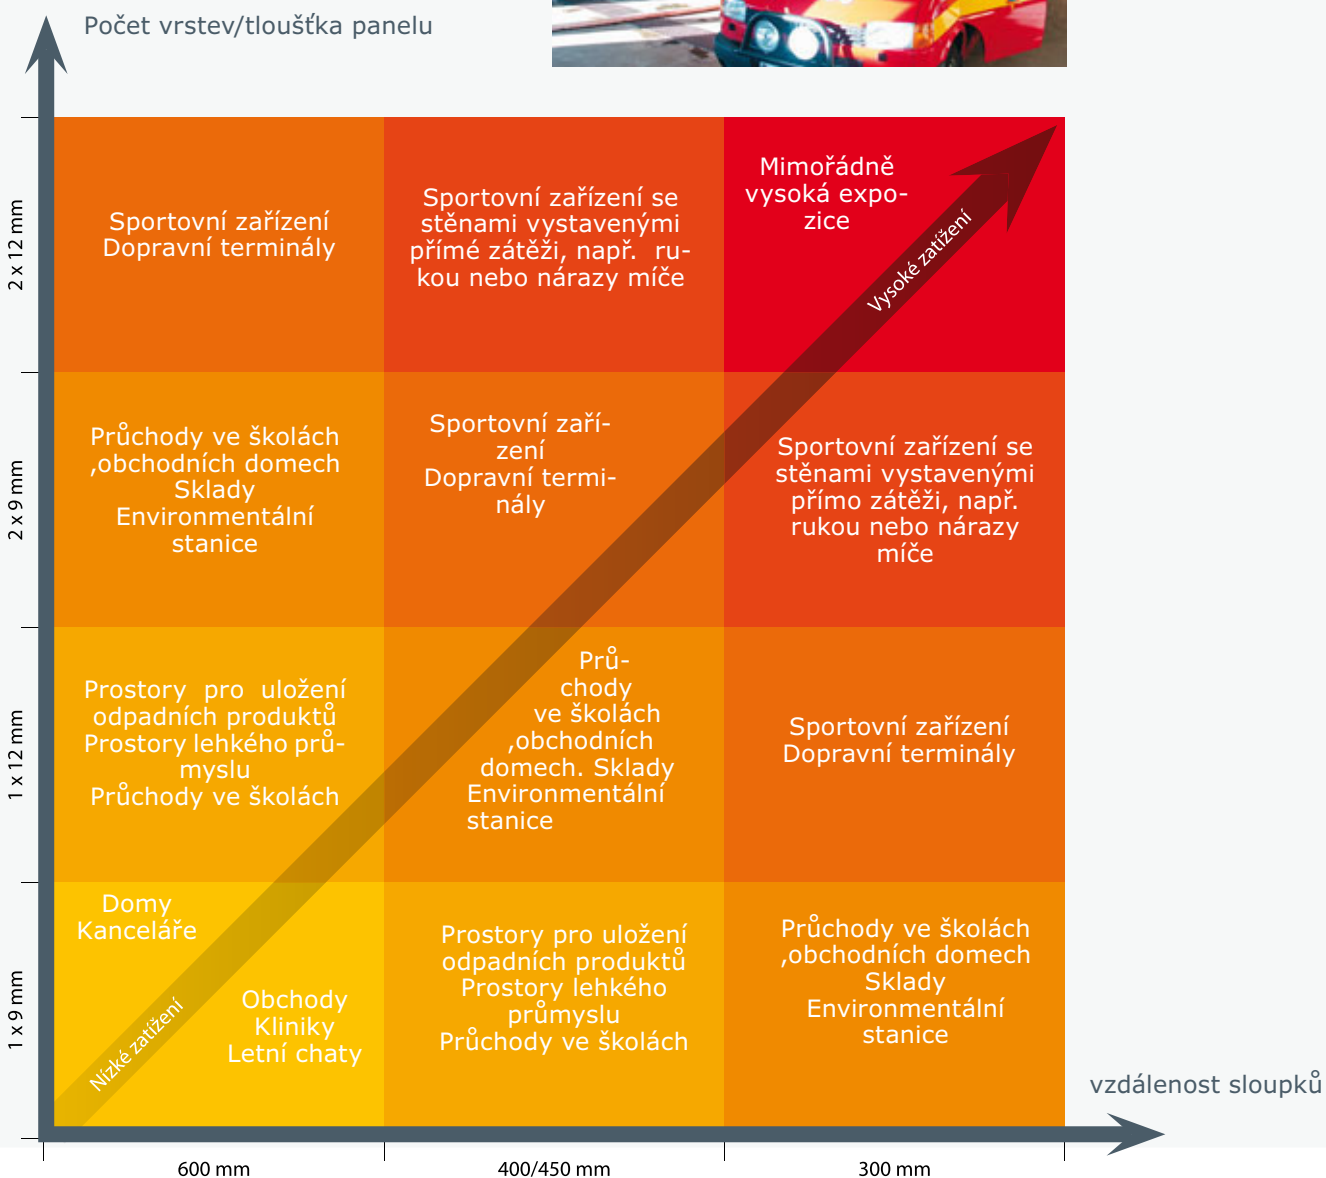 Počet vrstev/tloušťka panelu
2 x 12 mm
Sportovní zařízení
Dopravní terminály
Sportovní zařízení se
stěnami vystavenými
přímé zátěži, např. ru-
kou nebo nárazy míče
Mimořádně
vysoká expo-
zice
Vysoké zatížení
2 x 9 mm
Průchody ve školách
,obchodních domech
Sklady
Environmentální
stanice
Sportovní zaří-
zení
Dopravní termi-
nály
Sportovní zařízení se
stěnami vystavenými
přímo zátěži, např.
rukou nebo nárazy
míče
1 x 12 mm
Prostory pro uložení
odpadních produktů
Prostory lehkého prů-
myslu
Průchody ve školách
Prů-
chody
ve školách
,obchodních
domech. Sklady
Environmentální
stanice
Sportovní zařízení
Dopravní terminály
1 x 9 mm
Domy
Kanceláře
Nízké zatížení
Obchody
Kliniky
Letní chaty
Prostory pro uložení
odpadních produktů
Prostory lehkého
průmyslu
Průchody ve školách
Průchody ve školách
,obchodních domech
Sklady
Environmentální
stanice
vzdálenost sloupků
600 mm
400/450 mm
300 mm